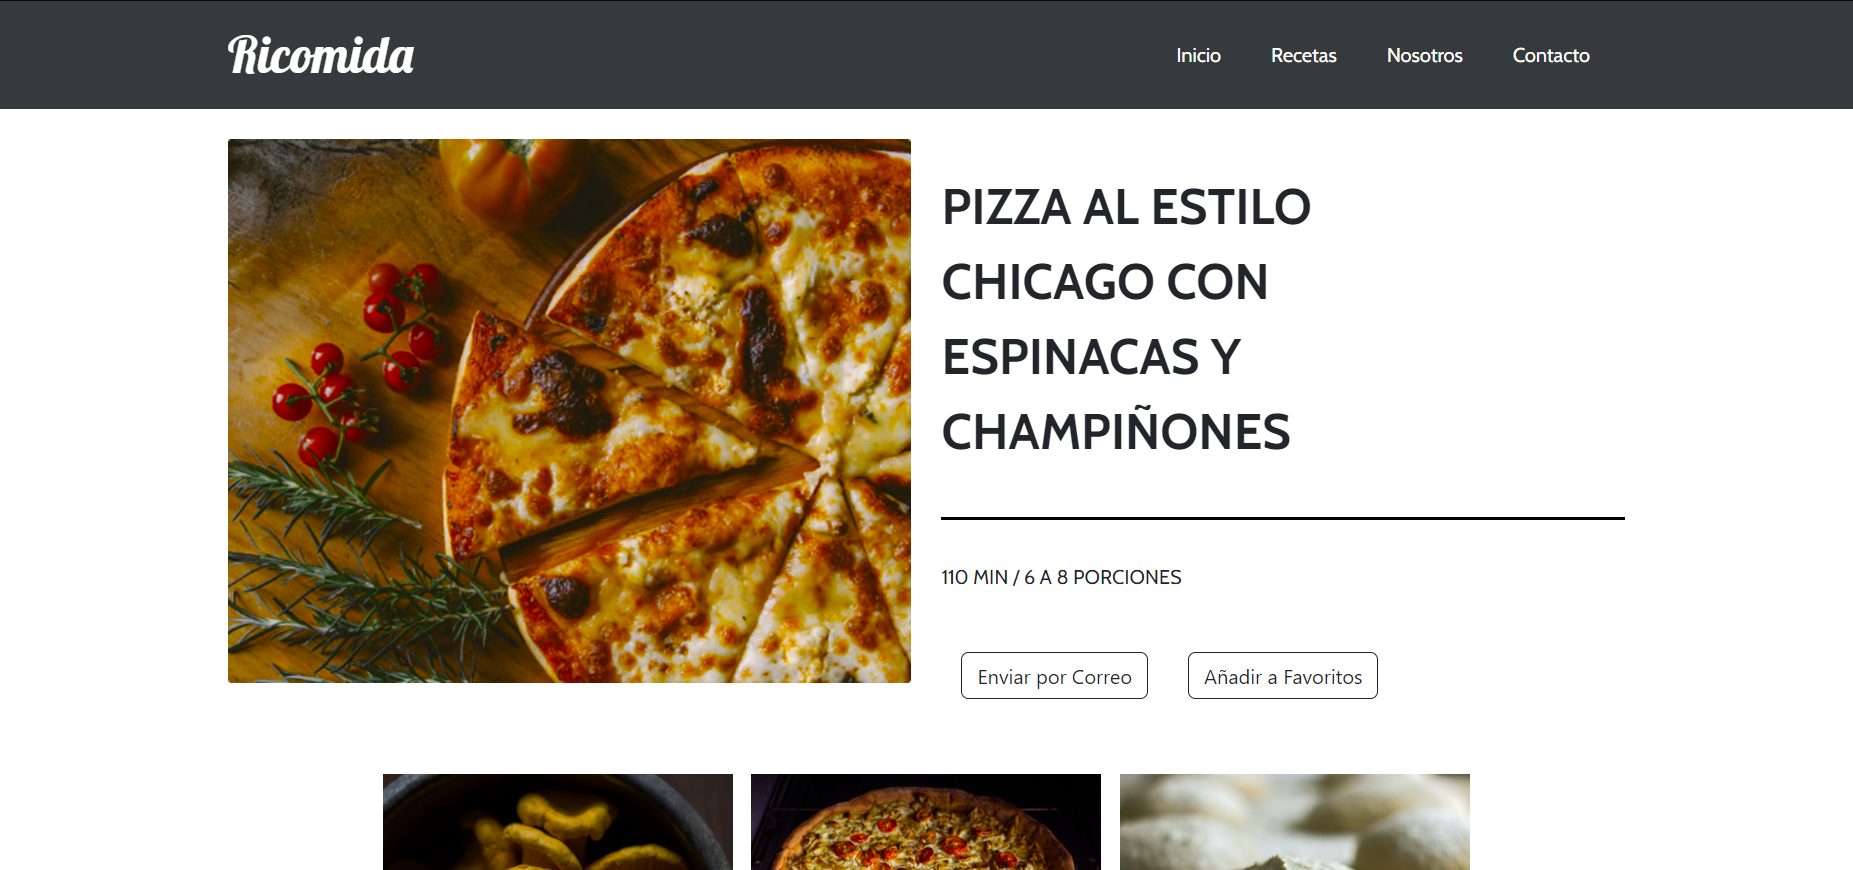 Ricomida
Inicio Recetas Nosotros Contacto
PIZZA AL ESTILO
CHICAGO CON
ESPINACAS Y
CHAMPIÑONES
110 MIN / 6 A 8 PORCIONES
Enviar por Correo Añadir a Favoritos